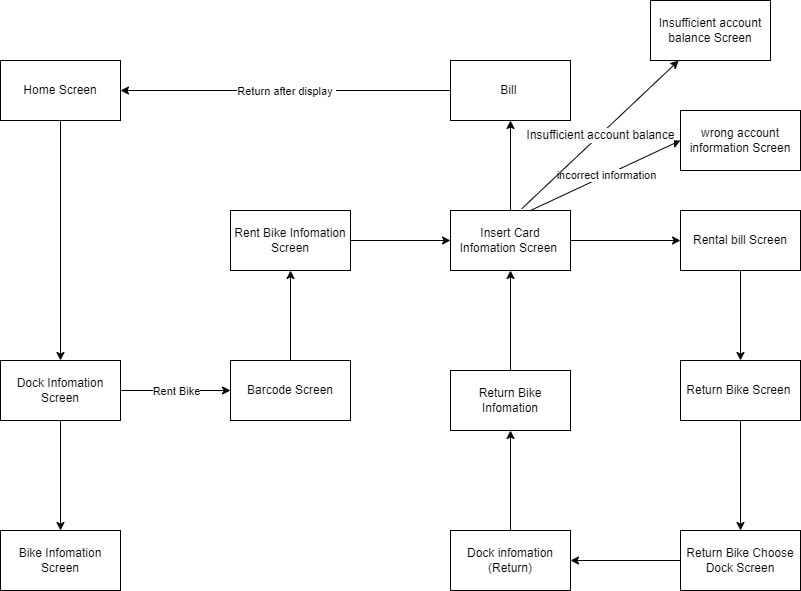 Insufficient account
balance Screen
Home Screen
Return after display
Bill
Insufficient account balance
wrong account
information Screen
incorrect information
Rent Bike Infomation
Screen
Insert Card
Infomation Screen
Rental bill Screen
Dock Infomation
Screen
Rent Bike
Barcode Screen
Return Bike
Infomation
Return Bike Screen
Bike Infomation
Screen
Dock infomation
(Return)
Return Bike Choose
Dock Screen